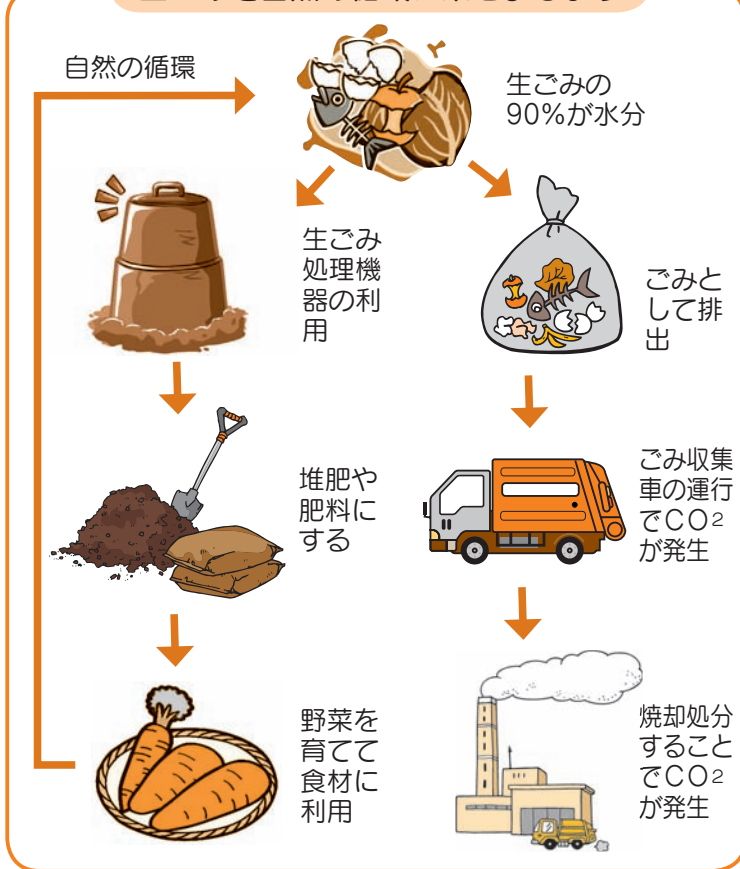 自然の循環
生ごみの
90%が水分
生ごみ
処理機
器の利
用
ごみと
して排
出
堆肥や
肥料に
する
ごみ収集
車の運行
でCO2
が発生
野菜を
育てて
食材に
利用
焼却処分
すること
でCO2
が発生